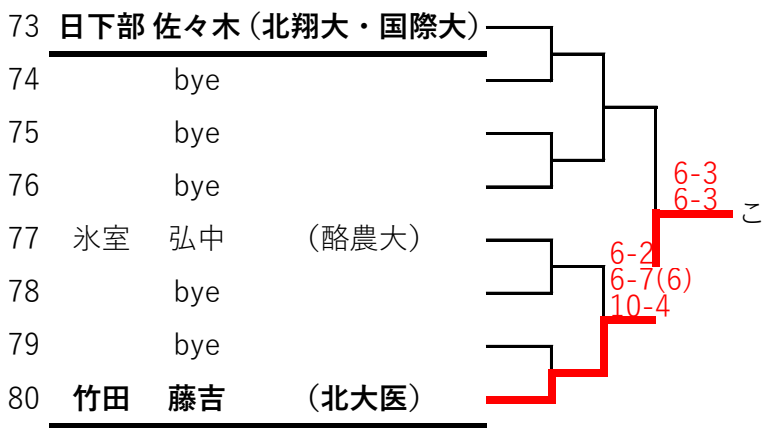 73 日下部 佐々木 (北翔大・国際大)
74 bye
75 bye
76 bye
77 氷室 弘中 (酪農大)
78 bye
79 bye
80 竹田 藤吉 (北大医)
6-3
6-3
こ
6-2
6-7(6)
10-4